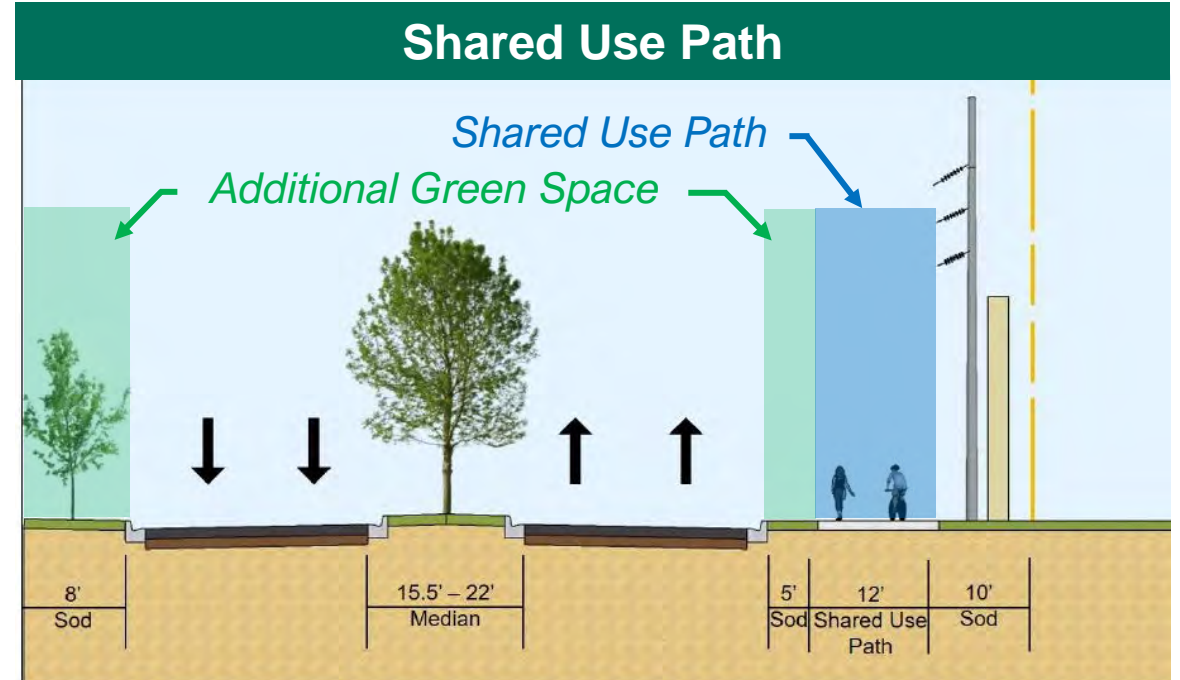 Shared Use Path
Shared Use Path
Additional Green Space
8'
Sod
15.5' – 22'
Median
5'
Sod
12'
Shared Use
Path
10'
Sod